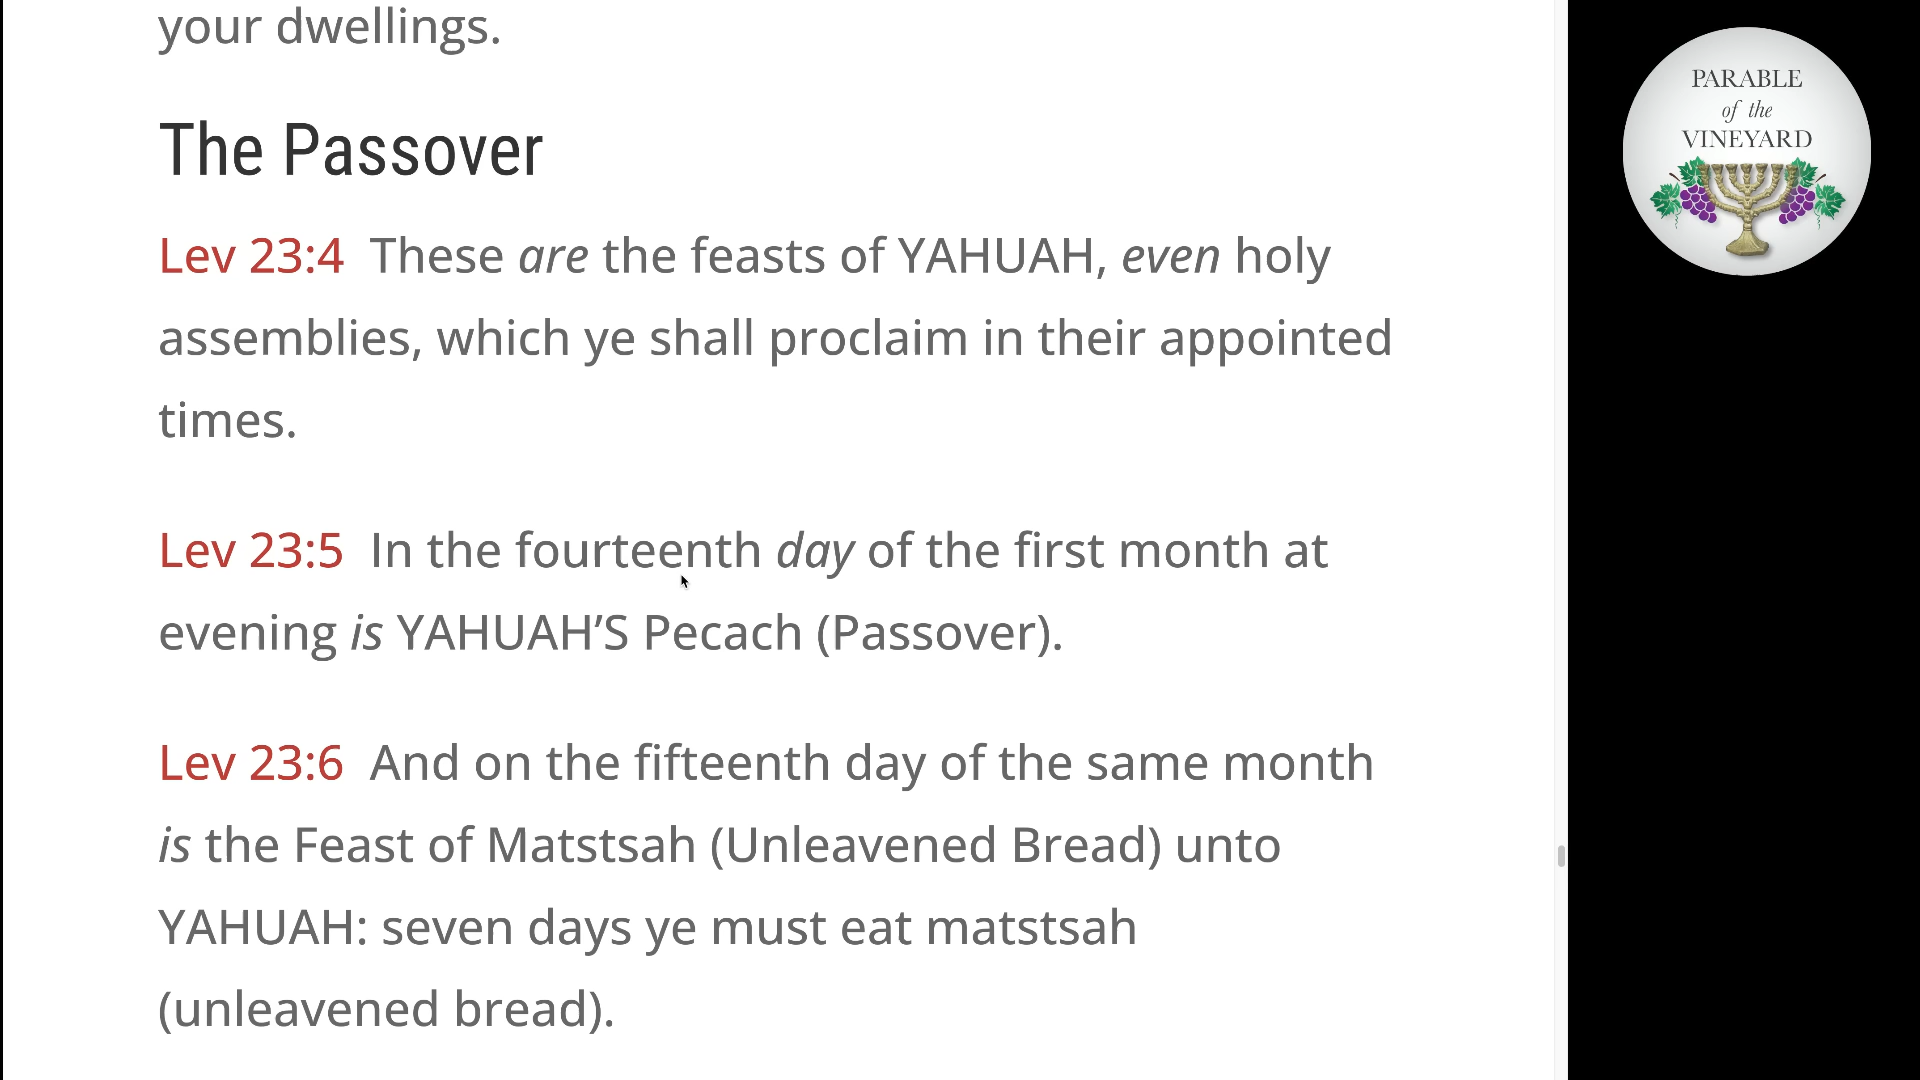 your dwellings.
The Passover
Lev 23:4 These are the feasts of YAHUAH, even holy
assemblies, which ye shall proclaim in their appointed
times.
Lev 23:5 In the fourteenth day of the first month at
evening is YAHUAH’S Pecach (Passover).
Lev 23:6 And on the fifteenth day of the same month
is the Feast of Matstsah (Unleavened Bread) unto
YAHUAH: seven days ye must eat matstsah
(unleavened bread).
PARABLE
of the
VINEYARD